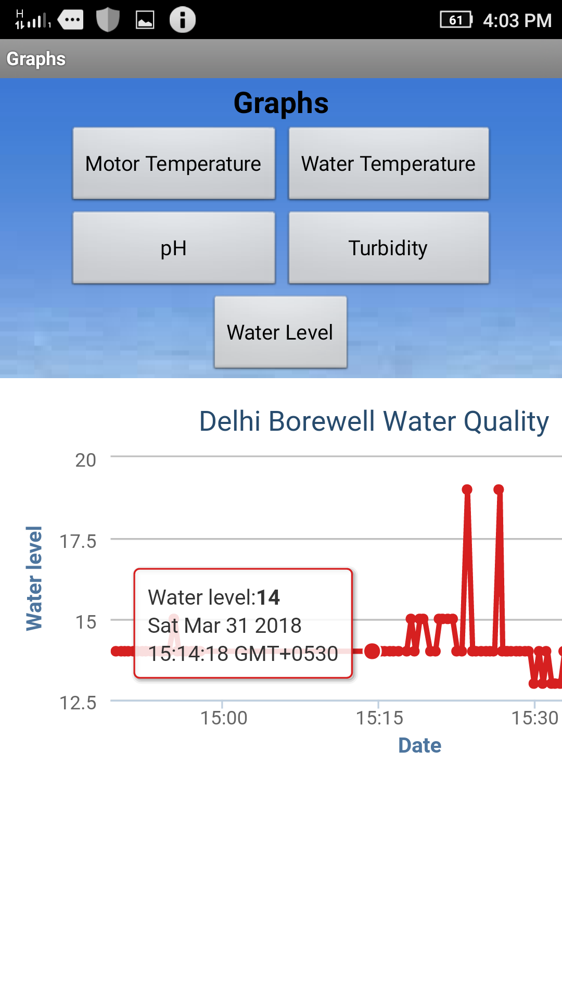 H 1 61 4:03 PM
Graphs
Graphs
Motor Temperature Water Temperature
pH Turbidity
Water Level
Delhi Borewell Water Quality
20
17.5
15
12.5
Water level
Water level:14
Sat Mar 31 2018
15:14:18 GMT+0530
15:00 15:15 15:30
Date